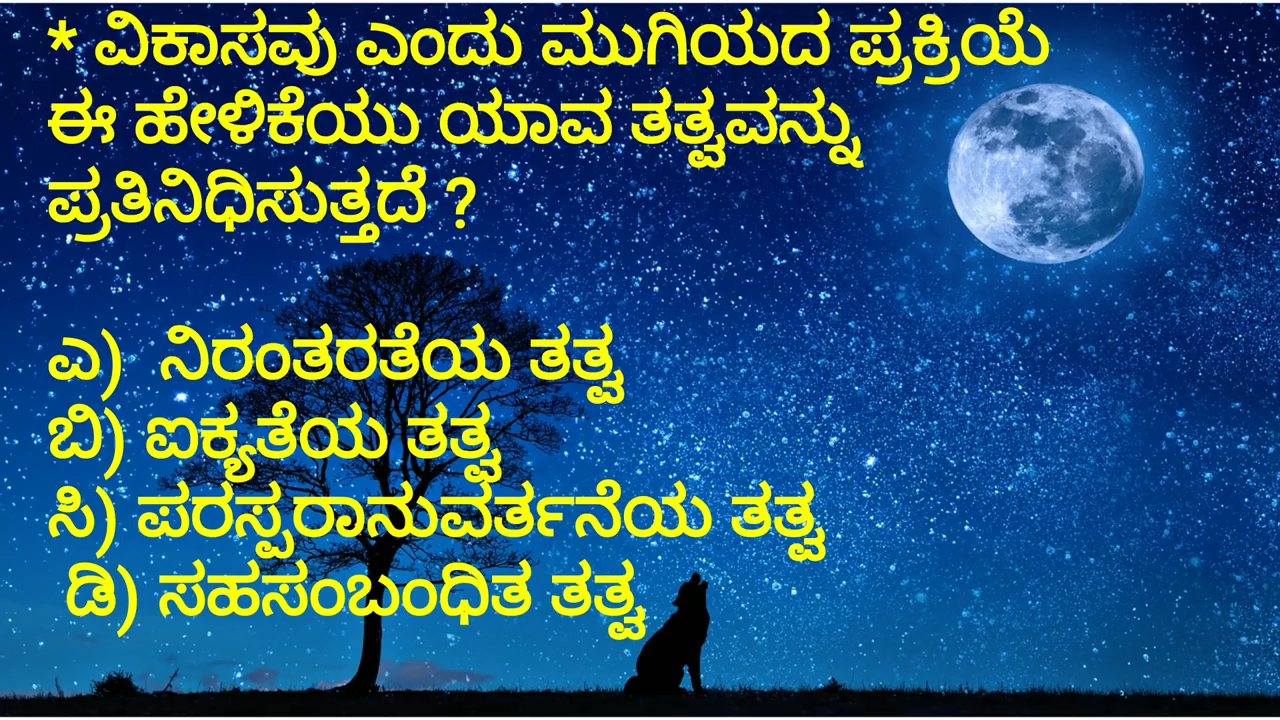 * ವಿಕಾಸವು ಎಂದು ಮುಗಿಯದ ಪ್ರಕ್ರಿಯೆ
ಈ ಹೇಳಿಕೆಯು ಯಾವ ತತ್ವವನ್ನು
ಪ್ರತಿನಿಧಿಸುತ್ತದೆ ?
ಎ) ನಿರಂತರತೆಯ ತತ್ವ
ಬಿ) ಐಕ್ಯತೆಯ ತತ್ವ
ಸಿ) ಪರಸ್ಪರಾನುವರ್ತನೆಯ ತತ್ವ
ಡಿ) ಸಹಸಂಬಂಧಿತ ತತ್ವ